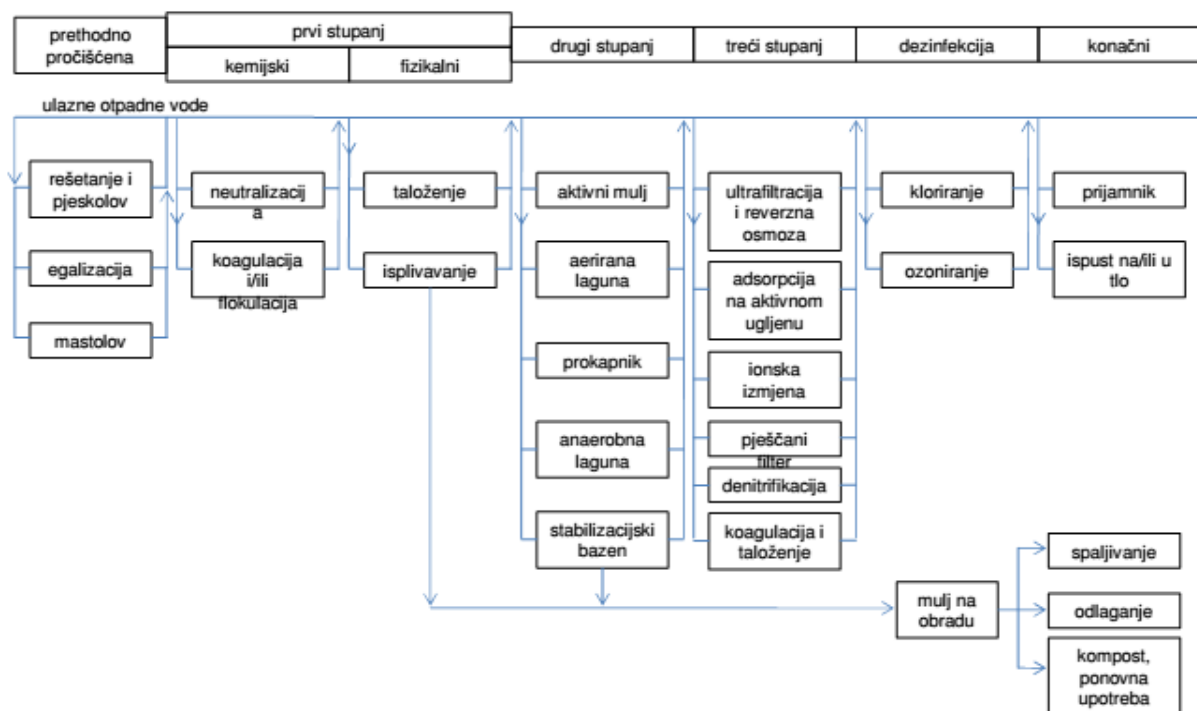 prethodno
pročišćena
prvi stupanj
kemijski
fizikalni
drugi stupanj
treći stupanj
dezinfekcija
konačni
ulazne otpadne vode
rešetanje i
pjeskolov
egalizacija
mastolov
neutralizacij
a
koagulacija
i/ili
flokulacija
taloženje
isplivavanje
aktivni mulj
aerirana
laguna
prokapnik
anaerobna
laguna
stabilizacijski
bazen
ultrafiltracija
i reverzna
osmoza
adsorpcija
na aktivnom
ugljenu
ionska
izmjena
pješčani
filter
denitrifikacija
koagulacija i
taloženje
kloriranje
ozoniranje
prijamnik
ispust na/ili u
tlo
mulj na
obradu
spaljivanje
odlaganje
kompost,
ponovna
upotreba